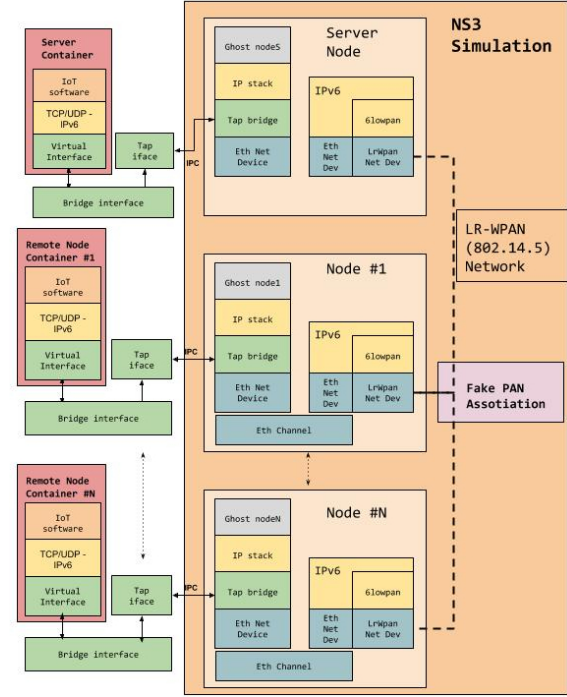 NS3
Simulation
Server
Container
IoT
software
TCP/UDP -
IPv6
Virtual
Interface
Tap
iface
Bridge interface
IPC
Server
Node
Ghost nodeS
IP stack
Tap bridge
Eth Net
Device
IPv6
6lowpan
Eth
Net
Dev
LrWpan
Net Dev
LR-WPAN
(802.14.5)
Network
Remote Node
Container #1
IoT
software
TCP/UDP -
IPv6
Virtual
Interface
Tap
iface
Bridge interface
IPC
Node #1
Ghost node1
IP stack
Tap bridge
Eth Net
Device
IPv6
6lowpan
Eth
Net
Dev
LrWpan
Net Dev
Eth Channel
Fake PAN
Assotiation
Remote Node
Container #N
IoT
software
TCP/UDP -
IPv6
Virtual
Interface
Tap
iface
Bridge interface
IPC
Node #N
Ghost nodeN
IP stack
Tap bridge
Eth Net
Device
IPv6
6lowpan
Eth
Net
Dev
LrWpan
Net Dev
Eth Channel